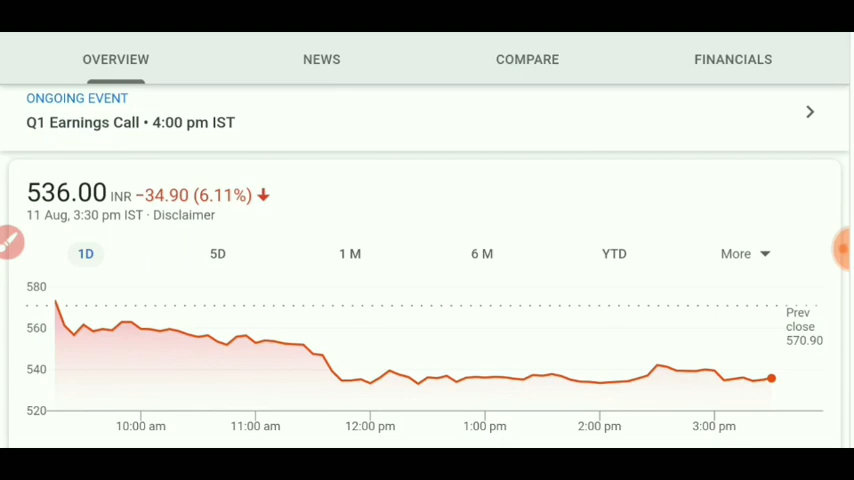 OVERVIEW NEWS COMPARE FINANCIALS
ONGOING EVENT
Q1 Earnings Call • 4:00 pm IST
536.00 INR −34.90 (6.11%)
11 Aug, 3:30 pm IST · Disclaimer
1D 5D 1 M 6 M YTD More
580
560
540
520
Prev
close
570.90
10:00 am 11:00 am 12:00 pm 1:00 pm 2:00 pm 3:00 pm